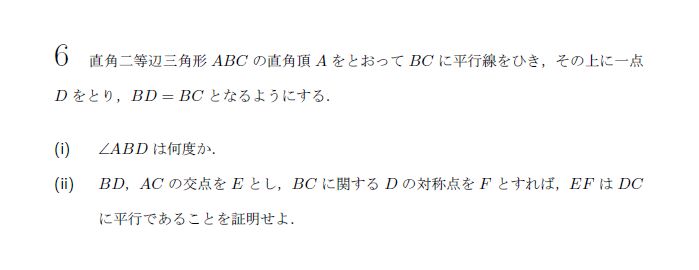 6 直角二等辺三角形 ABC の直角頂 A をとおって BC に平行線をひき，その上に一点
D をとり，BD = BC となるようにする．
(i) ∠ABD は何度か．
(ii) BD，AC の交点を E とし，BC に関する D の対称点を F とすれば，EF は DC
に平行であることを証明せよ．